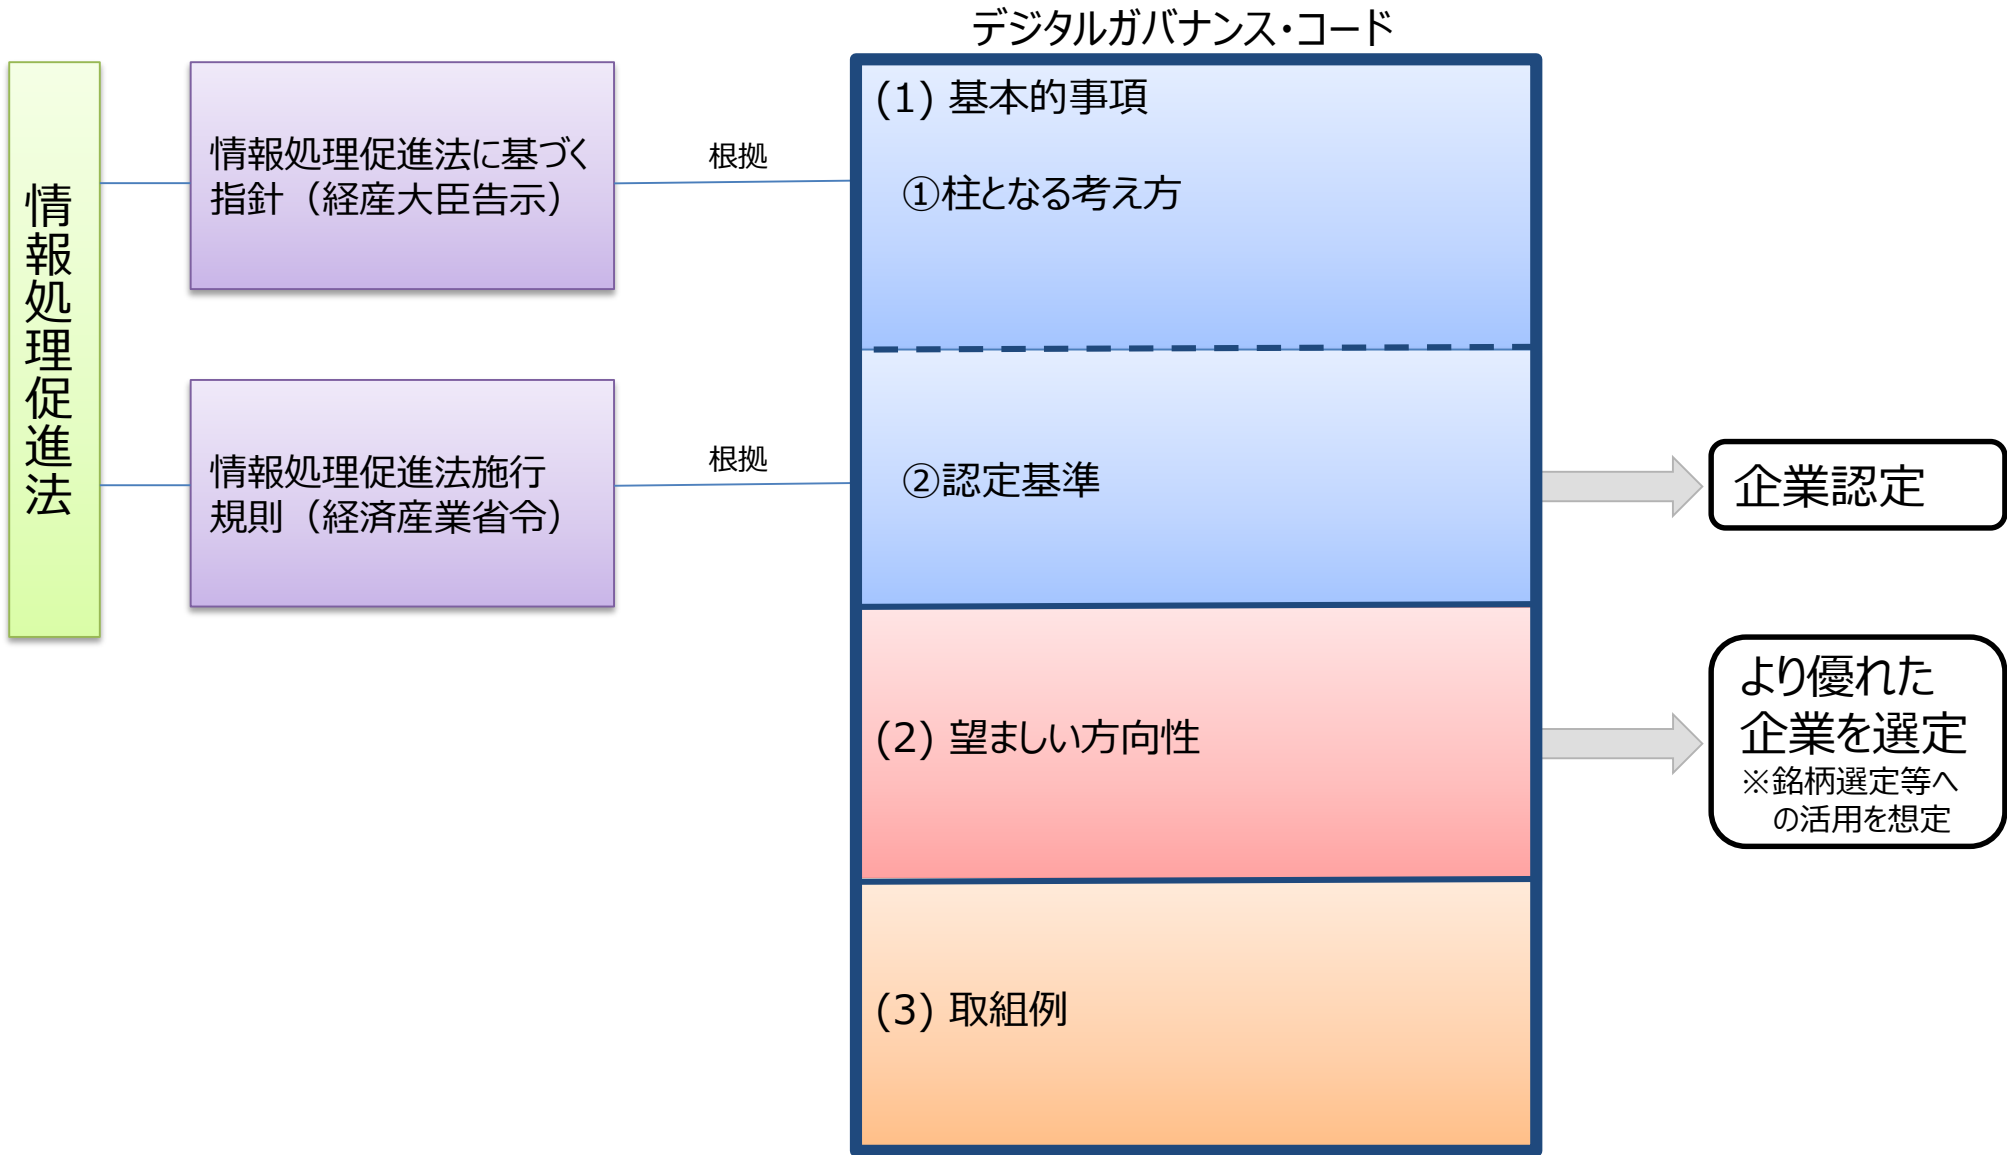 デジタルガバナンス・コード
情報処理促進法
情報処理促進法に基づく
指針（経産大臣告示）
根拠
(1) 基本的事項
①柱となる考え方
情報処理促進法施行
規則（経済産業省令）
根拠
②認定基準
企業認定
(2) 望ましい方向性
より優れた
企業を選定
※銘柄選定等へ
の活用を想定
(3) 取組例